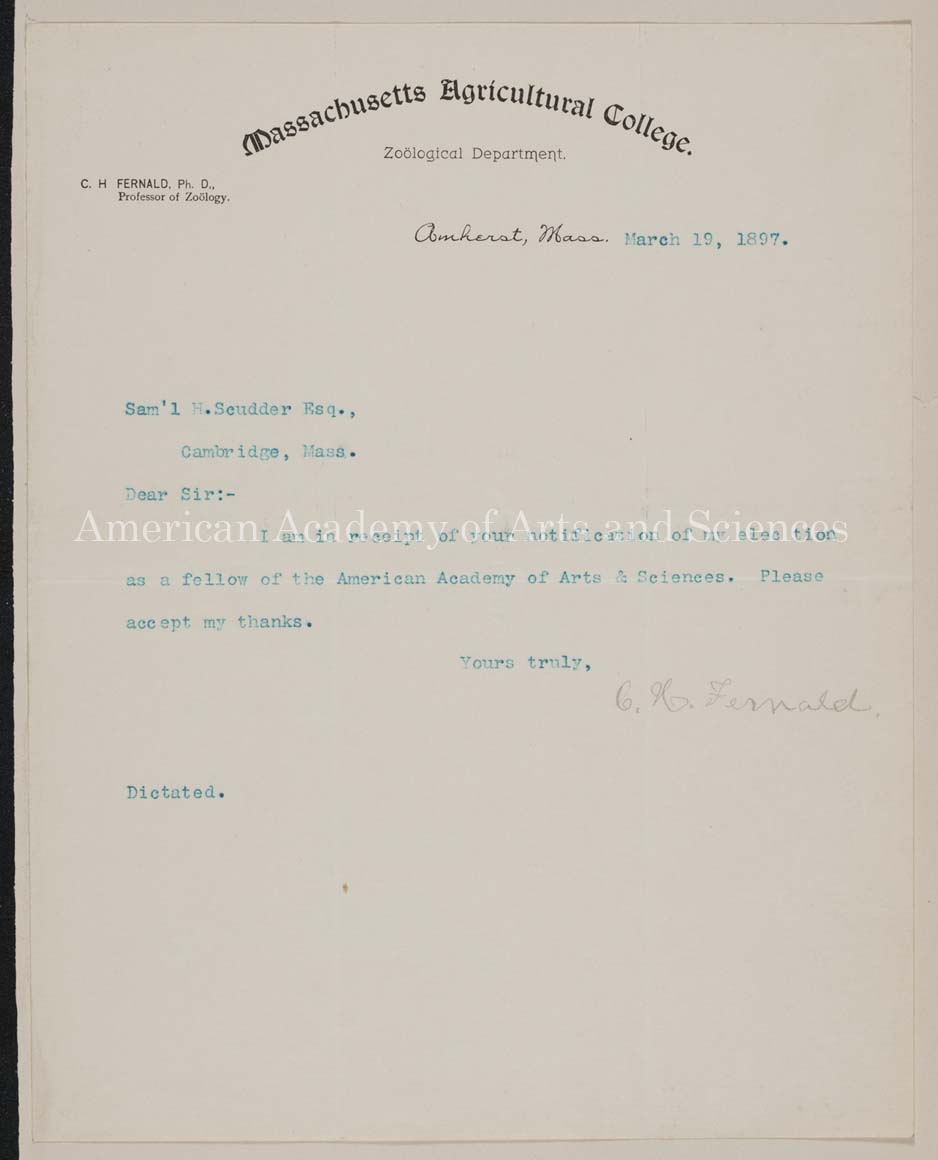 Massachusetts Agricultural College.
Zoölogical Department.
C. H FERNALD, Ph. D.,
Professor of Zoölogy.
Amherst, Mass. March 19, 1897.
Sam'l H.Scudder Esq.,
Cambridge, Mass.
Dear Sir:-
American Academy of Arts and Sciences
I am in receipt of your notification of my election
as a fellow of the American Academy of Arts & Sciences. Please
accept my thanks.
Yours truly,
C. H. Fernald.
Dictated.